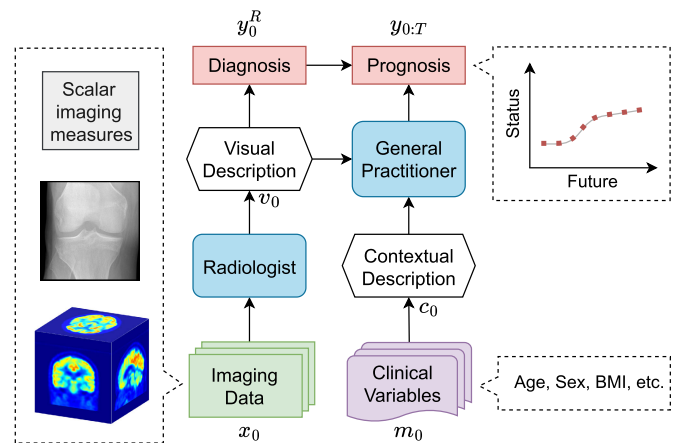 y_0^R
y_{0:T}
Scalar
imaging
measures
Diagnosis
Prognosis
Status
Future
Visual
Description
General
Practitioner
v_0
Radiologist
Contextual
Description
c_0
Imaging
Data
Clinical
Variables
Age, Sex, BMI, etc.
x_0
m_0